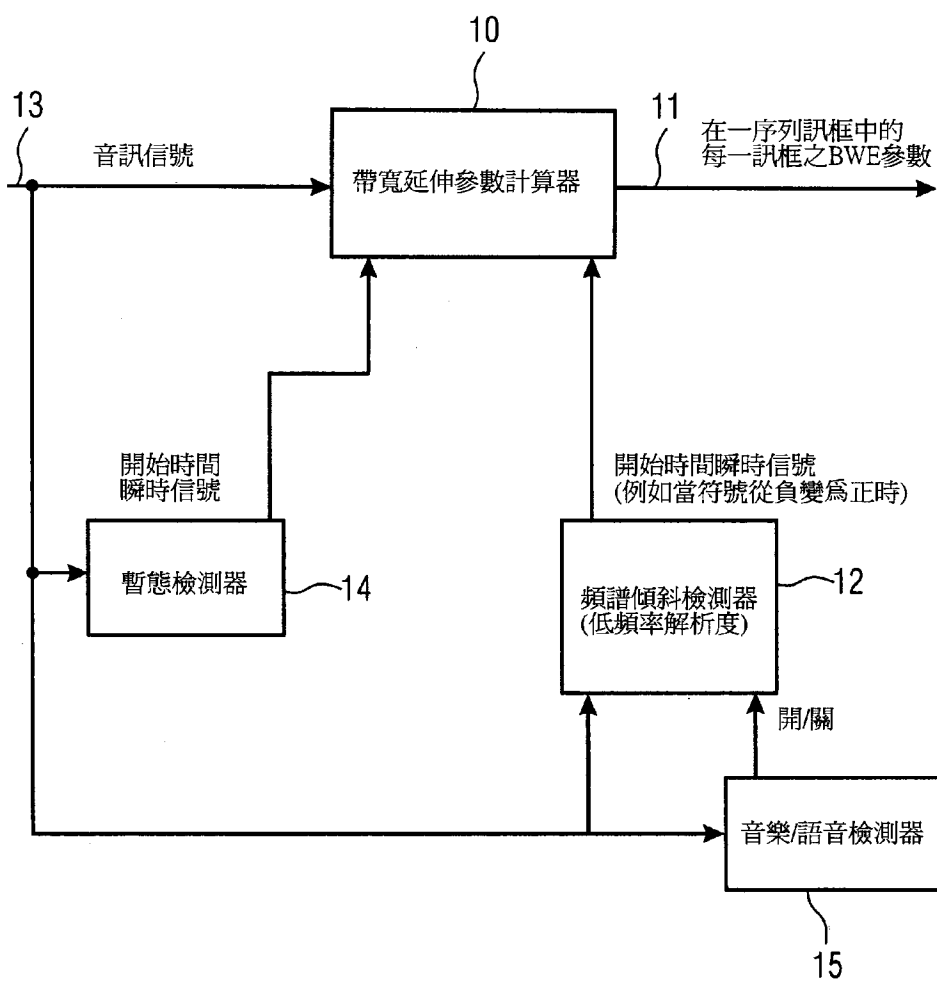 10
13
11
音訊信號
在一序列訊框中的
每一訊框之BWE參數
帶寬延伸參數計算器
開始時間
瞬時信號
開始時間瞬時信號
(例如當符號從負變爲正時)
暫態檢測器
14
頻譜傾斜檢測器
(低頻率解析度)
12
開/關
音樂/語音檢測器
15